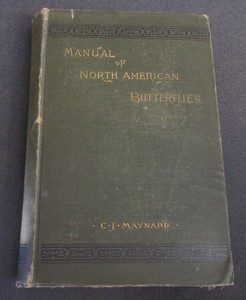 MANUAL
OF
NORTH AMERICAN
BUTTERFLIES
· C · J · MAYNARD ·